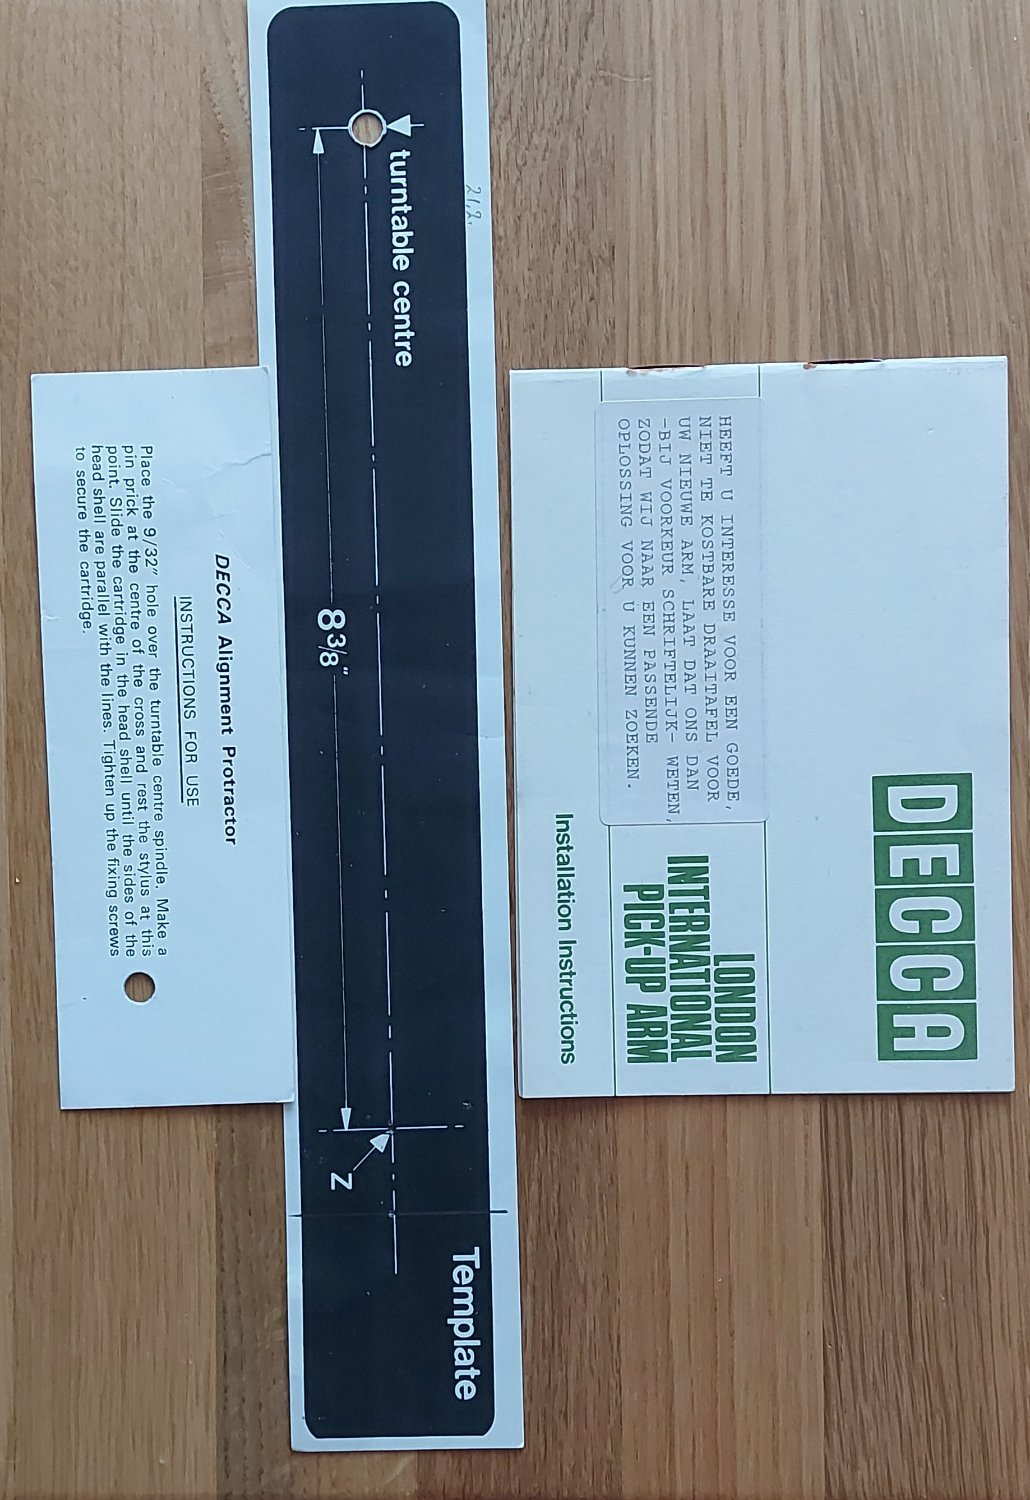 DECCA
LONDON
INTERNATIONAL
PICK-UP ARM
Installation Instructions
HEEFT U INTERESSE VOOR EEN GOEDE,
NIET TE KOSTBARE DRAAITAFEL VOOR
UW NIEUWE ARM, LAAT DAT ONS DAN
-BIJ VOORKEUR SCHRIFTELIJK- WETEN,
ZODAT WIJ NAAR EEN PASSENDE
OPLOSSING VOOR U KUNNEN ZOEKEN.
21,2.
turntable centre
8 3/8"
Z
Template
DECCA Alignment Protractor
INSTRUCTIONS FOR USE
Place the 9/32" hole over the turntable centre spindle. Make a
pin prick at the centre of the cross and rest the stylus at this
point. Slide the cartridge in the head shell until the sides of the
head shell are parallel with the lines. Tighten up the fixing screws
to secure the cartridge.